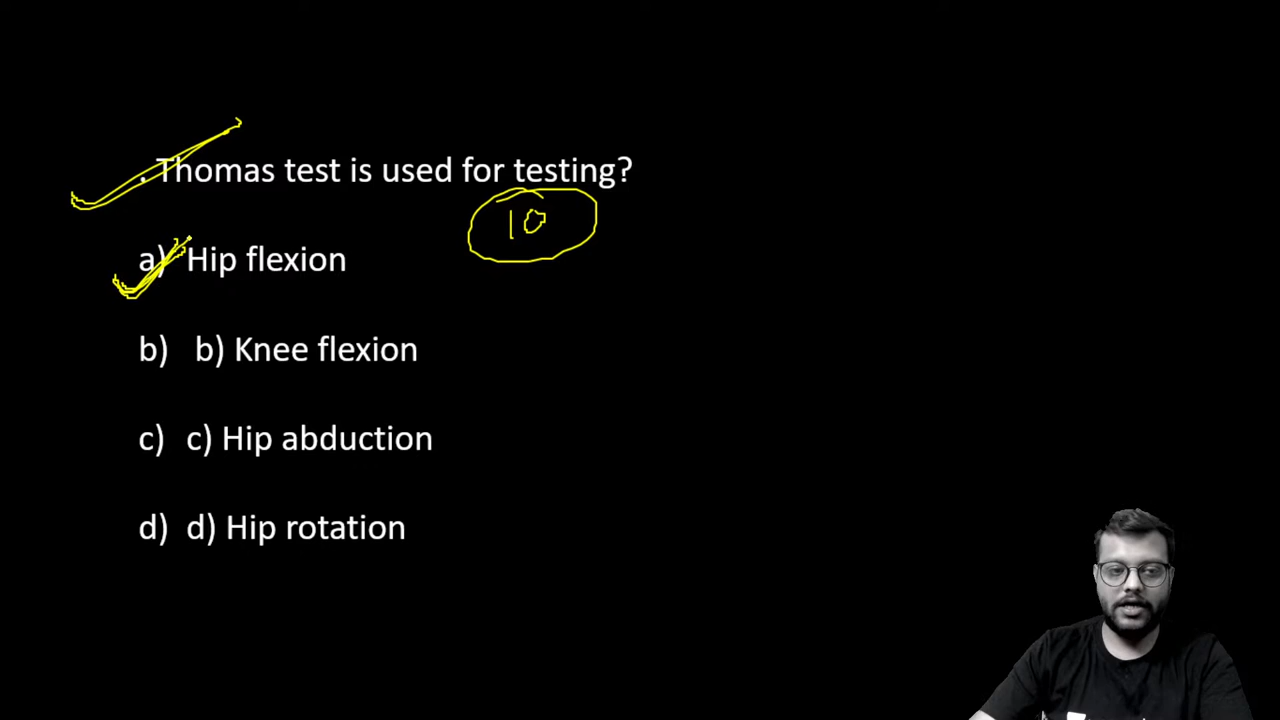 . Thomas test is used for testing?
10
a) Hip flexion
b) b) Knee flexion
c) c) Hip abduction
d) d) Hip rotation